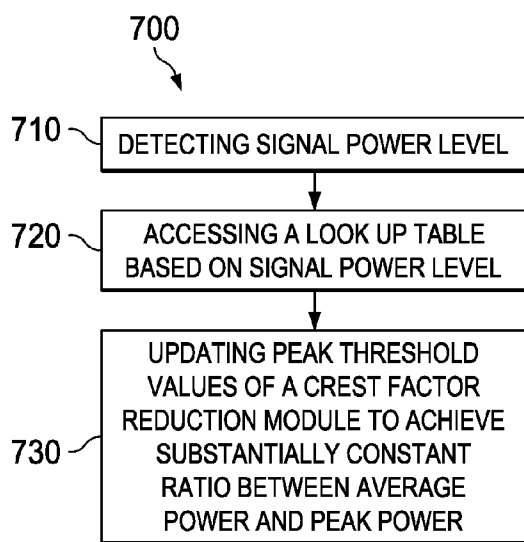 700
710
DETECTING SIGNAL POWER LEVEL
720
ACCESSING A LOOK UP TABLE
BASED ON SIGNAL POWER LEVEL
730
UPDATING PEAK THRESHOLD
VALUES OF A CREST FACTOR
REDUCTION MODULE TO ACHIEVE
SUBSTANTIALLY CONSTANT
RATIO BETWEEN AVERAGE
POWER AND PEAK POWER